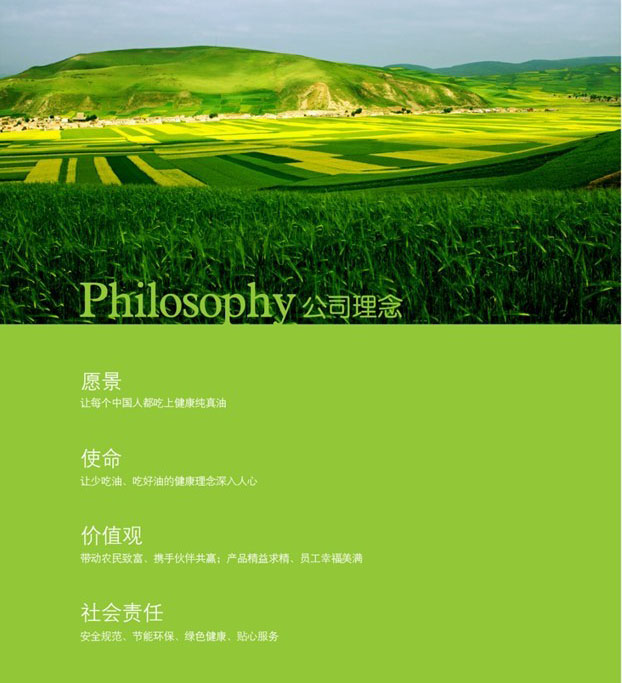 Philosophy 公司理念
愿景
让每个中国人都吃上健康纯真油
使命
让少吃油、吃好油的健康理念深入人心
价值观
带动农民致富、携手伙伴共赢；产品精益求精、员工幸福美满
社会责任
安全规范、节能环保、绿色健康、贴心服务